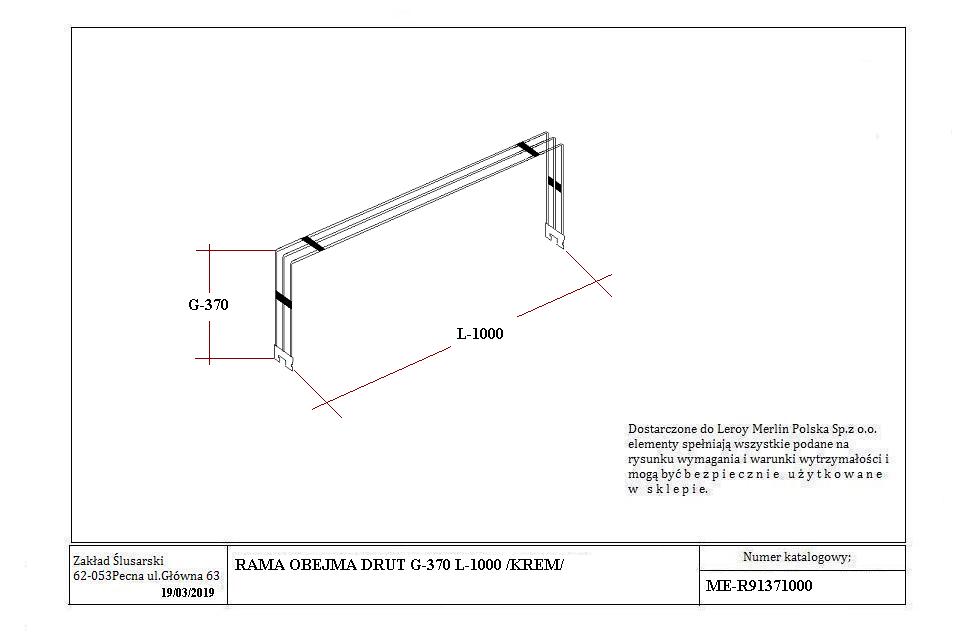 G-370
L-1000
Dostarczone do Leroy Merlin Polska Sp.z o.o.
elementy spełniają wszystkie podane na
rysunku wymagania i warunki wytrzymałości i
mogą być b e z p i e c z n i e u ż y t k o w a n e
w s k l e p i e.
Zakład Ślusarski
62-053Pecna ul.Główna 63
19/03/2019
RAMA OBEJMA DRUT G-370 L-1000 /KREM/
Numer katalogowy;
ME-R91371000